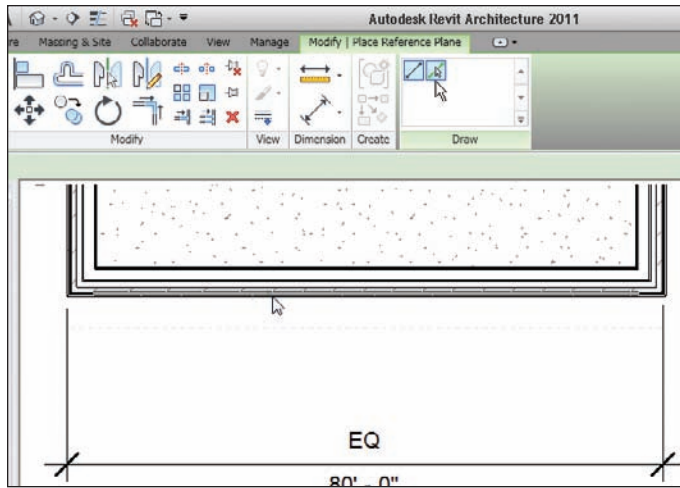 Autodesk Revit Architecture 2011
re Massing & Site Collaborate View Manage Modify | Place Reference Plane
Modify View Dimension Create Draw
EQ
80' - 0"